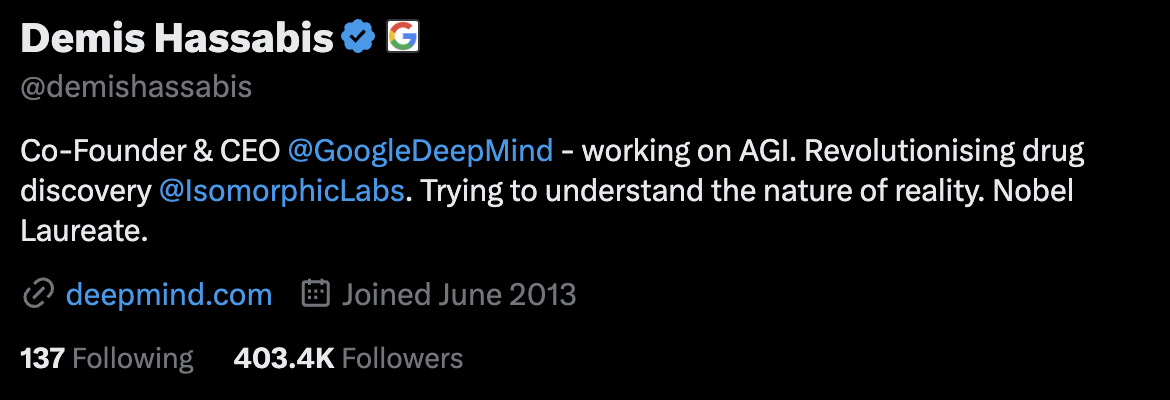 Demis Hassabis
@demishassabis
Co-Founder & CEO @GoogleDeepMind - working on AGI. Revolutionising drug
discovery @IsomorphicLabs. Trying to understand the nature of reality. Nobel
Laureate.
deepmind.com Joined June 2013
137 Following 403.4K Followers